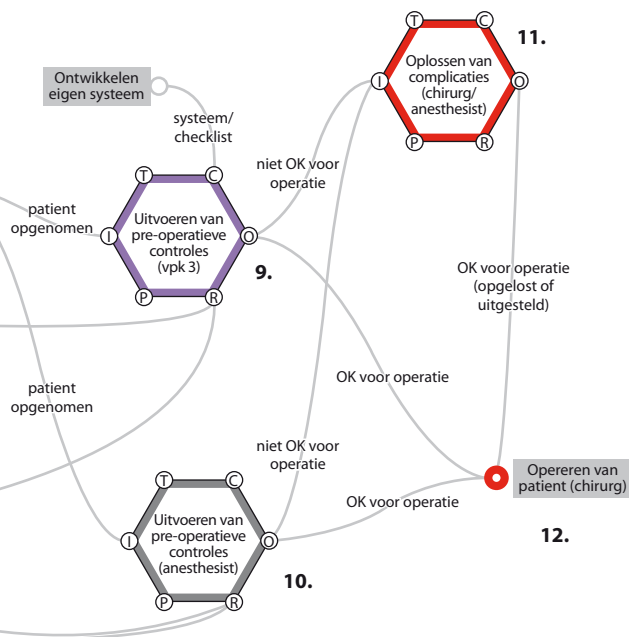 T
C
11.
I
Oplossen van
complicaties
(chirurg/
anesthesist)
O
P
R
Ontwikkelen
eigen systeem
systeem/
checklist
niet OK voor
operatie
T
C
patient
opgenomen
I
Uitvoeren van
pre-operatieve
controles
(vpk 3)
O
9.
P
R
OK voor operatie
(opgelost of
uitgesteld)
OK voor operatie
patient
opgenomen
niet OK voor
operatie
Opereren van
patient (chirurg)
12.
OK voor operatie
T
C
I
Uitvoeren van
pre-operatieve
controles
(anesthesist)
O
10.
P
R